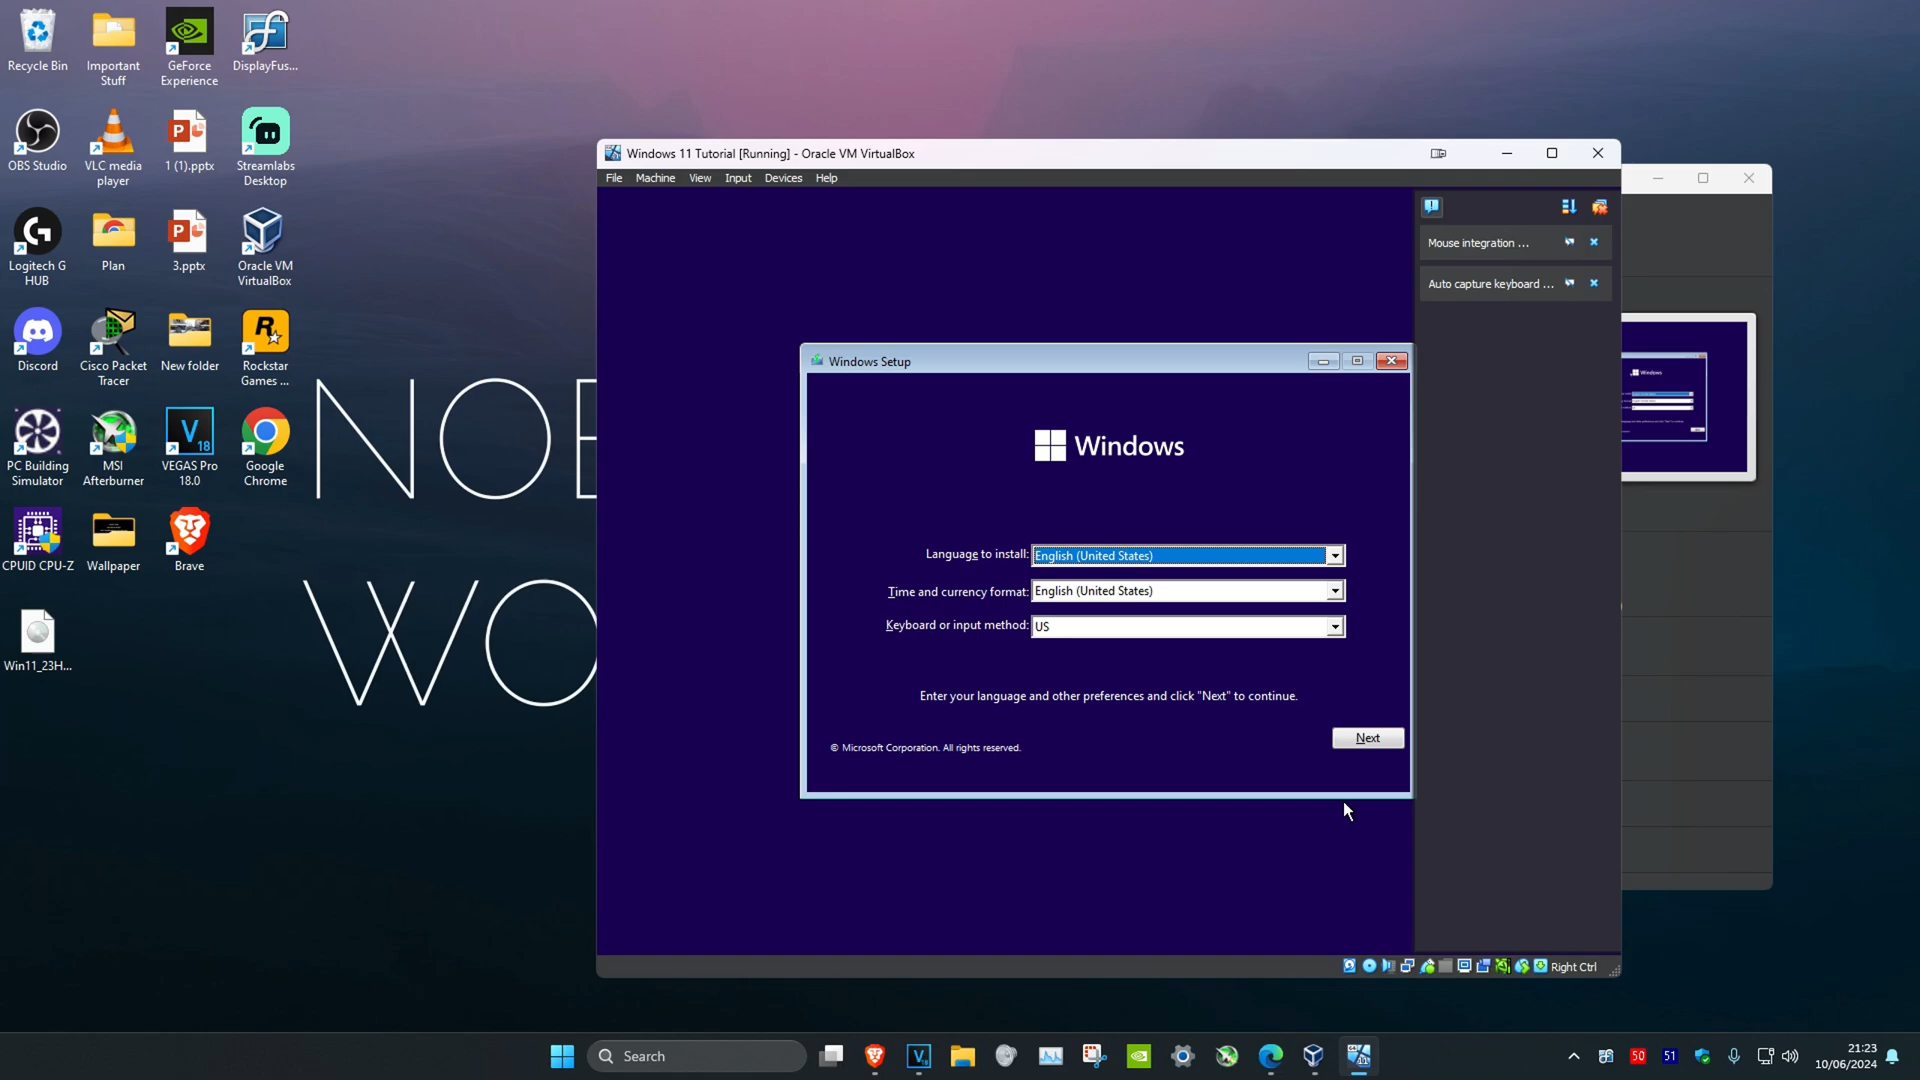 Recycle Bin
Important
Stuff
GeForce
Experience
DisplayFus...
OBS Studio
VLC media
player
1 (1).pptx
Streamlabs
Desktop
Logitech G
HUB
Plan
3.pptx
Oracle VM
VirtualBox
Discord
Cisco Packet
Tracer
New folder
Rockstar
Games ...
PC Building
Simulator
MSI
Afterburner
V
18
VEGAS Pro
18.0
Google
Chrome
CPUID CPU-Z
Wallpaper
Brave
Win11_23H...
NOE
WO
Windows 11 Tutorial [Running] - Oracle VM VirtualBox
File Machine View Input Devices Help
Mouse integration ...
Auto capture keyboard ...
Windows Setup
Windows
Language to install: English (United States)
Time and currency format: English (United States)
Keyboard or input method: US
Enter your language and other preferences and click "Next" to continue.
Next
© Microsoft Corporation. All rights reserved.
Windows
Right Ctrl
Search
50
51
21:23
10/06/2024